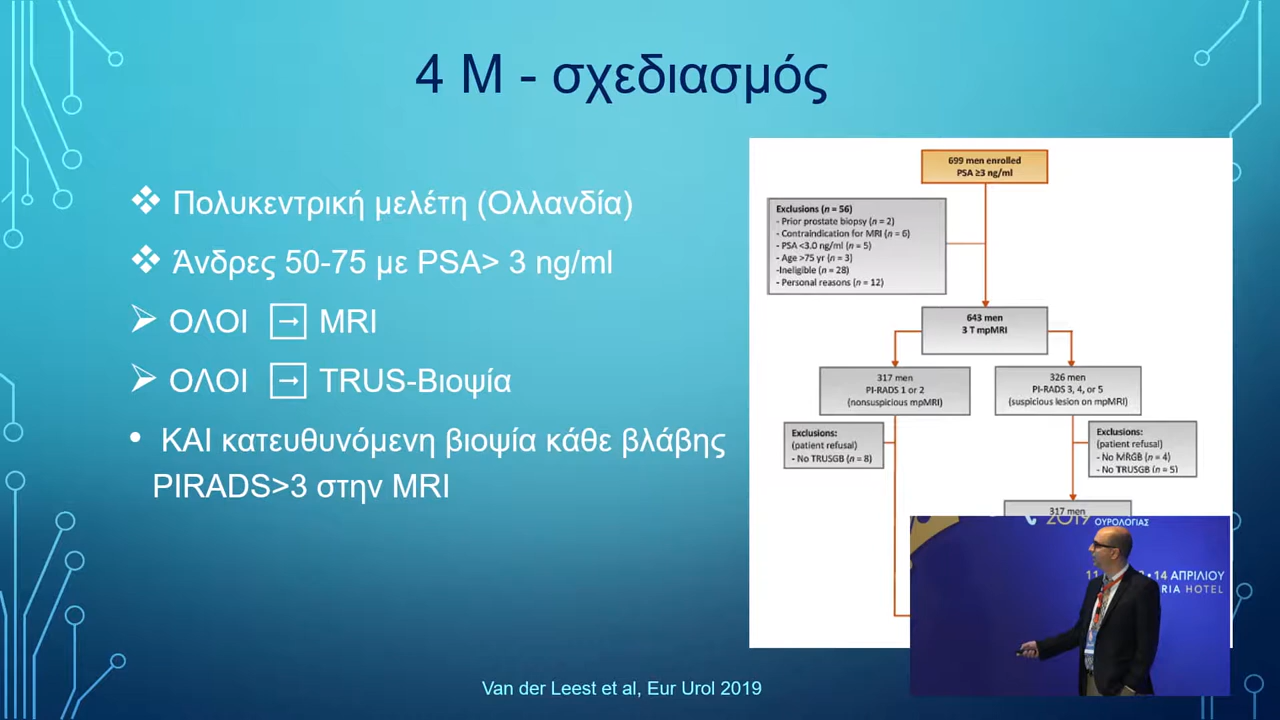 4 M - σχεδιασμός
❖ Πολυκεντρική μελέτη (Ολλανδία)
❖ Άνδρες 50-75 με PSA> 3 ng/ml
➢ ΟΛΟΙ → MRI
➢ ΟΛΟΙ → TRUS-Βιοψία
• ΚΑΙ κατευθυνόμενη βιοψία κάθε βλάβης
PIRADS>3 στην MRI
699 men enrolled
PSA ≥3 ng/ml
Exclusions (n = 56)
- Prior prostate biopsy (n = 2)
- Contraindication for MRI (n = 6)
- PSA <3.0 ng/ml (n = 5)
- Age >75 yr (n = 3)
-Ineligible (n = 28)
- Personal reasons (n = 12)
643 men
3 T mpMRI
317 men
PI-RADS 1 or 2
(nonsuspicious mpMRI)
326 men
PI-RADS 3, 4, or 5
(suspicious lesion on mpMRI)
Exclusions:
(patient refusal)
- No TRUSGB (n = 8)
Exclusions:
(patient refusal)
- No MRGB (n = 4)
- No TRUSGB (n = 5)
317 men
2019 ΟΥΡΟΛΟΓΙΑΣ
14 ΑΠΡΙΛΙΟΥ
HOTEL
Van der Leest et al, Eur Urol 2019